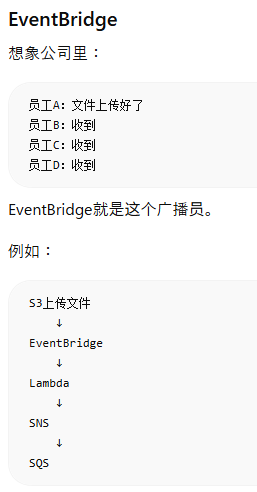 EventBridge
想象公司里：
员工A: 文件上传好了
员工B: 收到
员工C: 收到
员工D: 收到
EventBridge就是这个广播员。
例如：
S3上传文件
↓
EventBridge
↓
Lambda
↓
SNS
↓
SQS